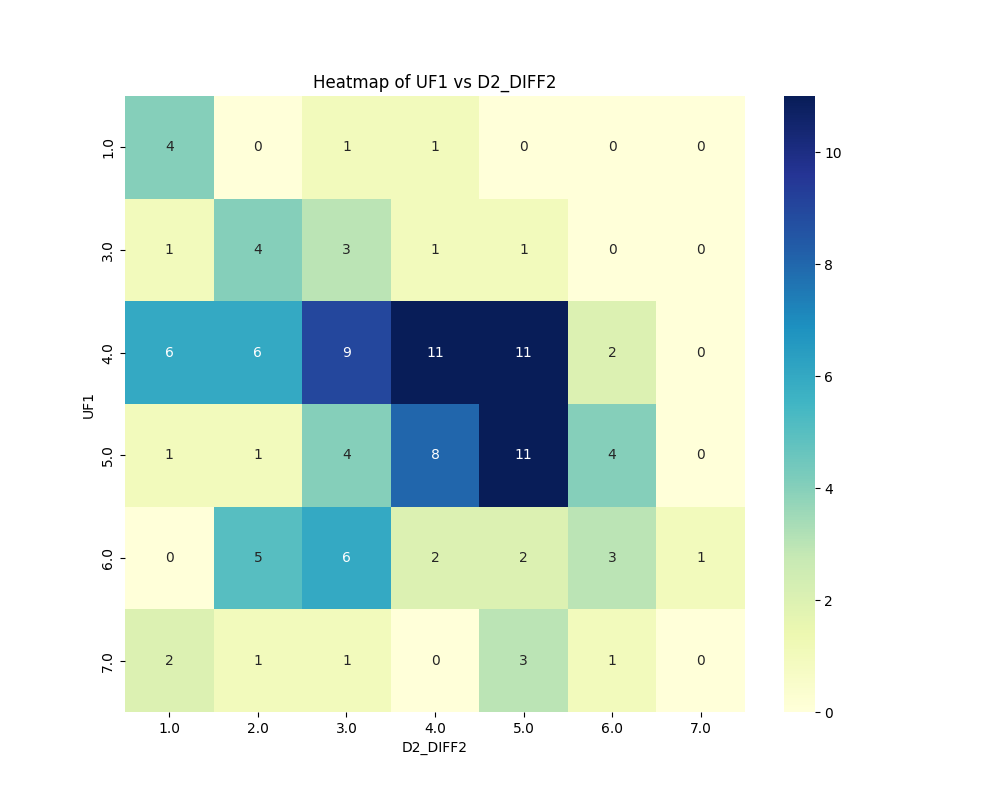 Heatmap of UF1 vs D2_DIFF2
1.0 4 0 1 1 0 0 0
3.0 1 4 3 1 1 0 0
4.0 6 6 9 11 11 2 0
5.0 1 1 4 8 11 4 0
6.0 0 5 6 2 2 3 1
7.0 2 1 1 0 3 1 0
UF1
1.0 2.0 3.0 4.0 5.0 6.0 7.0
D2_DIFF2
10
8
6
4
2
0